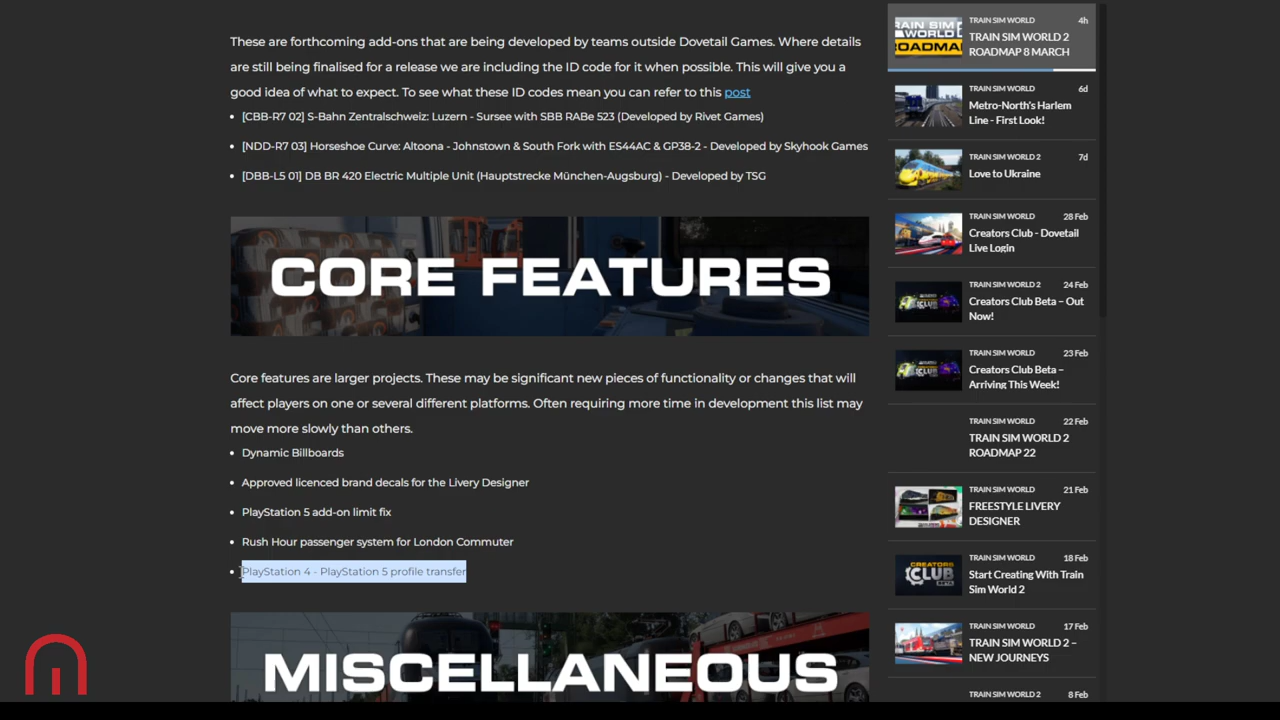 These are forthcoming add-ons that are being developed by teams outside Dovetail Games. Where details
are still being finalised for a release we are including the ID code for it when possible. This will give you a
good idea of what to expect. To see what these ID codes mean you can refer to this post
[CBB-R7 02] S-Bahn Zentralschweiz: Luzern - Sursee with SBB RABe 523 (Developed by Rivet Games)
[NDD-R7 03] Horseshoe Curve: Altoona - Johnstown & South Fork with ES44AC & GP38-2 - Developed by Skyhook Games
[DBB-L5 01] DB BR 420 Electric Multiple Unit (Hauptstrecke München-Augsburg) - Developed by TSG
CORE FEATURES
Core features are larger projects. These may be significant new pieces of functionality or changes that will
affect players on one or several different platforms. Often requiring more time in development this list may
move more slowly than others.
Dynamic Billboards
Approved licenced brand decals for the Livery Designer
PlayStation 5 add-on limit fix
Rush Hour passenger system for London Commuter
PlayStation 4 - PlayStation 5 profile transfer
MISCELLANEOUS
TRAIN SIM WORLD 4h
TRAIN SIM WORLD 2
ROADMAP 8 MARCH
TRAIN SIM WORLD 6d
Metro-North's Harlem
Line - First Look!
TRAIN SIM WORLD 2 7d
Love to Ukraine
TRAIN SIM WORLD 28 Feb
Creators Club - Dovetail
Live Login
TRAIN SIM WORLD 2 24 Feb
Creators Club Beta – Out
Now!
TRAIN SIM WORLD 23 Feb
Creators Club Beta –
Arriving This Week!
TRAIN SIM WORLD 22 Feb
TRAIN SIM WORLD 2
ROADMAP 22
TRAIN SIM WORLD 21 Feb
FREESTYLE LIVERY
DESIGNER
TRAIN SIM WORLD 18 Feb
Start Creating With Train
Sim World 2
TRAIN SIM WORLD 17 Feb
TRAIN SIM WORLD 2 –
NEW JOURNEYS
TRAIN SIM WORLD 2 8 Feb